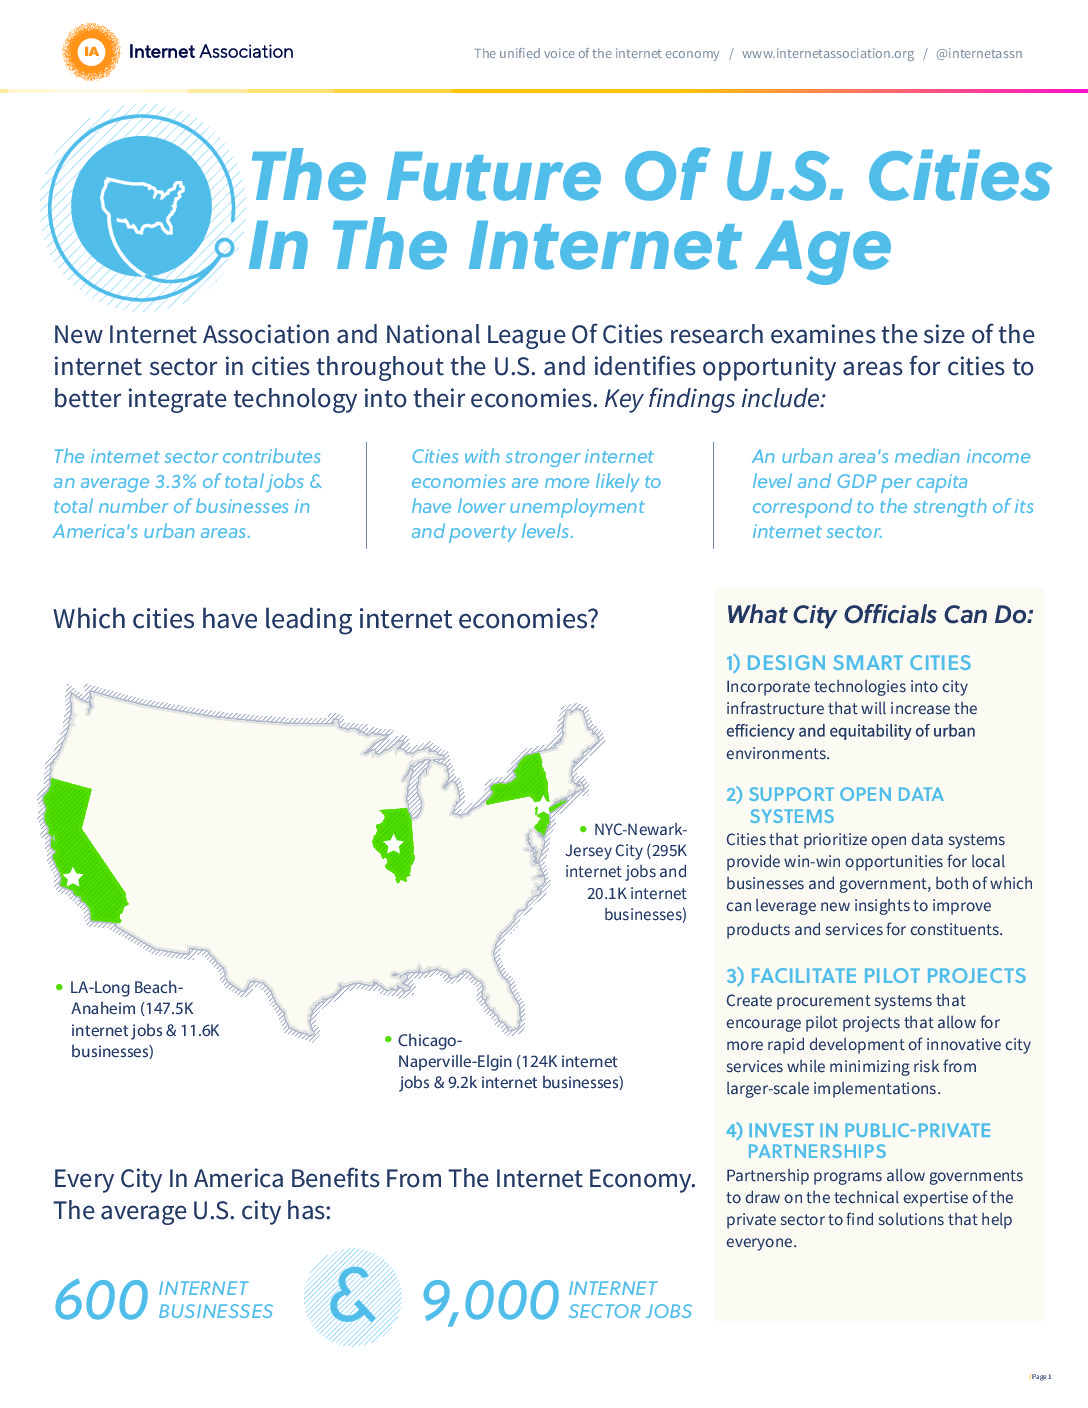 IA Internet Association
The unified voice of the internet economy / www.internetassociation.org / @internetassn
The Future Of U.S. Cities
In The Internet Age
New Internet Association and National League Of Cities research examines the size of the
internet sector in cities throughout the U.S. and identifies opportunity areas for cities to
better integrate technology into their economies. Key findings include:
The internet sector contributes
an average 3.3% of total jobs &
total number of businesses in
America's urban areas.
Cities with stronger internet
economies are more likely to
have lower unemployment
and poverty levels.
An urban area's median income
level and GDP per capita
correspond to the strength of its
internet sector.
Which cities have leading internet economies?
• NYC-Newark-
Jersey City (295K
internet jobs and
20.1K internet
businesses)
• LA-Long Beach-
Anaheim (147.5K
internet jobs & 11.6K
businesses)
• Chicago-
Naperville-Elgin (124K internet
jobs & 9.2k internet businesses)
Every City In America Benefits From The Internet Economy.
The average U.S. city has:
600 INTERNET
BUSINESSES
&
9,000 INTERNET
SECTOR JOBS
What City Officials Can Do:
1) DESIGN SMART CITIES
Incorporate technologies into city
infrastructure that will increase the
efficiency and equitability of urban
environments.
2) SUPPORT OPEN DATA
SYSTEMS
Cities that prioritize open data systems
provide win-win opportunities for local
businesses and government, both of which
can leverage new insights to improve
products and services for constituents.
3) FACILITATE PILOT PROJECTS
Create procurement systems that
encourage pilot projects that allow for
more rapid development of innovative city
services while minimizing risk from
larger-scale implementations.
4) INVEST IN PUBLIC-PRIVATE
PARTNERSHIPS
Partnership programs allow governments
to draw on the technical expertise of the
private sector to find solutions that help
everyone.
/Page 1